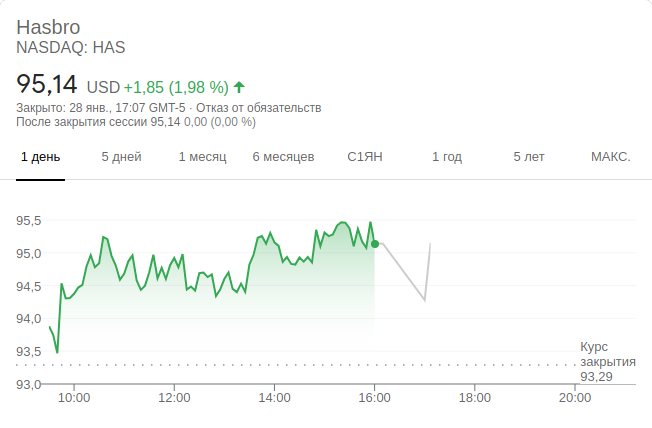 Hasbro
NASDAQ: HAS
95,14 USD +1,85 (1,98 %)
Закрыто: 28 янв., 17:07 GMT-5 · Отказ от обязательств
После закрытия сессии 95,14 0,00 (0,00 %)
1 день 5 дней 1 месяц 6 месяцев С1ЯН 1 год 5 лет МАКС.
95,5
95,0
94,5
94,0
93,5
Курс
закрытия
93,29
93,0
10:00 12:00 14:00 16:00 18:00 20:00